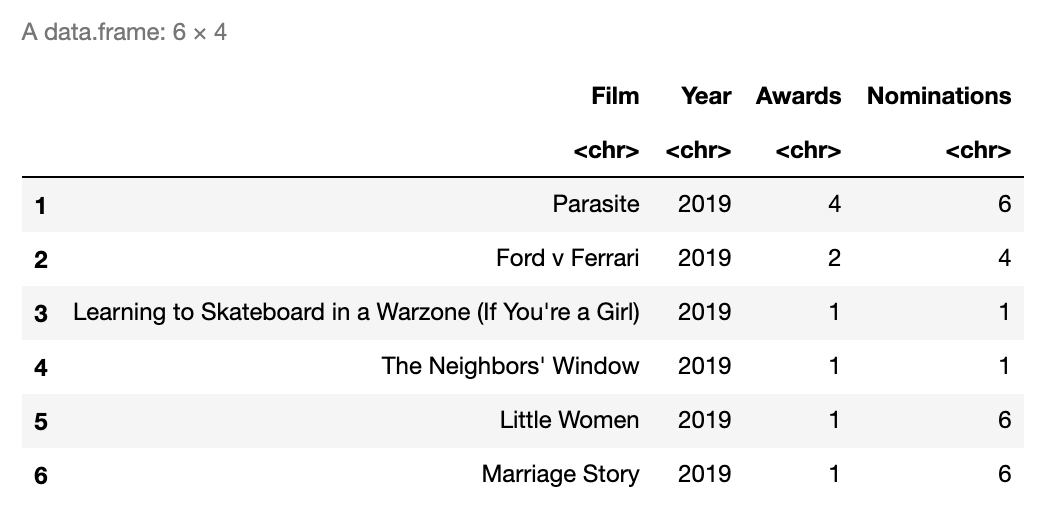 A data.frame: 6 × 4
Film Year Awards Nominations
<chr> <chr> <chr> <chr>
1 Parasite 2019 4 6
2 Ford v Ferrari 2019 2 4
3 Learning to Skateboard in a Warzone (If You're a Girl) 2019 1 1
4 The Neighbors' Window 2019 1 1
5 Little Women 2019 1 6
6 Marriage Story 2019 1 6